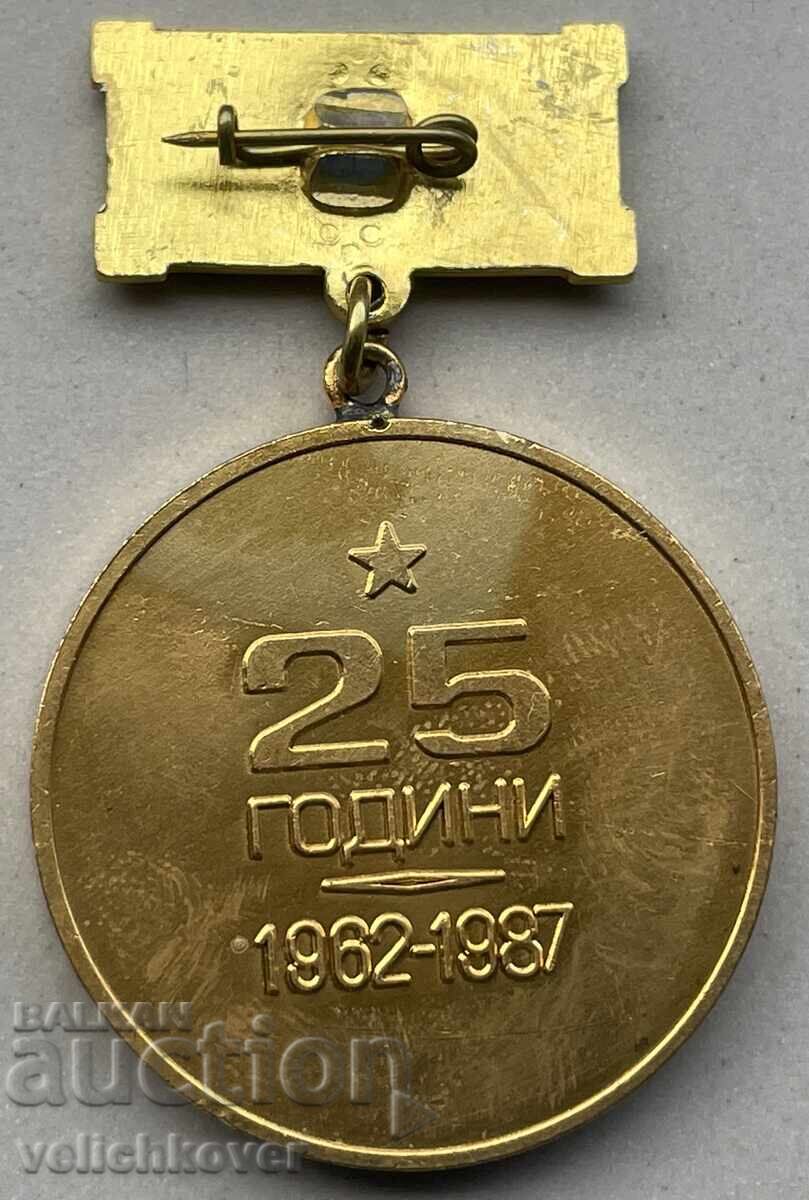 25
ГОДИНИ
1962-1987
BALKAN
auction
velichkover